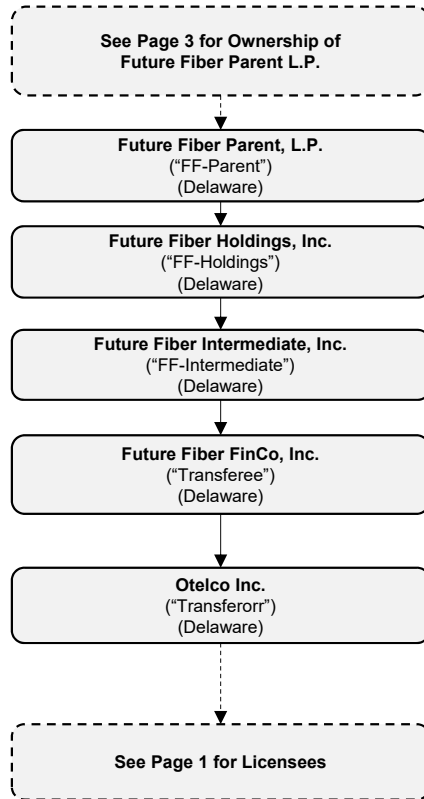 See Page 3 for Ownership of
Future Fiber Parent L.P.
Future Fiber Parent, L.P.
(“FF-Parent”)
(Delaware)
Future Fiber Holdings, Inc.
(“FF-Holdings”)
(Delaware)
Future Fiber Intermediate, Inc.
(“FF-Intermediate”)
(Delaware)
Future Fiber FinCo, Inc.
(“Transferee”)
(Delaware)
Otelco Inc.
(“Transferorr”)
(Delaware)
See Page 1 for Licensees